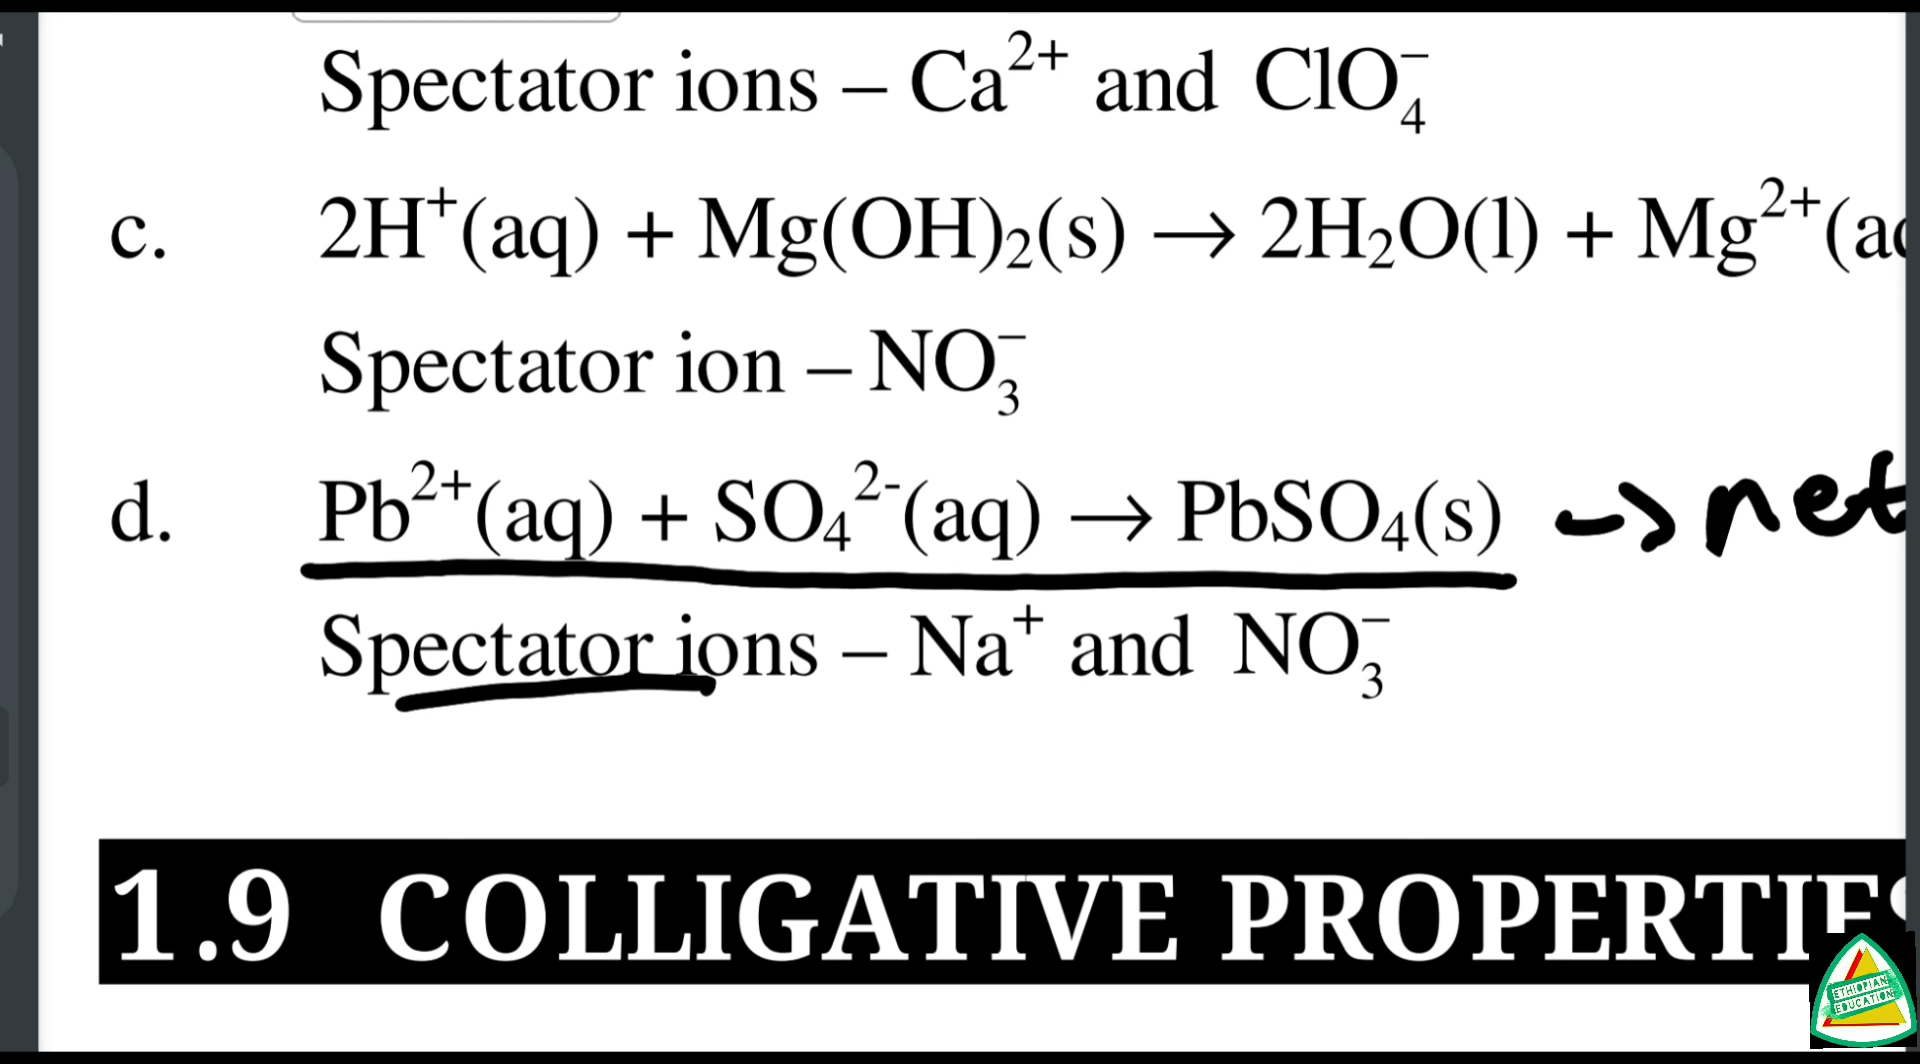 Spectator ions – Ca²⁺ and ClO₄⁻
c. 2H⁺(aq) + Mg(OH)₂(s) → 2H₂O(l) + Mg²⁺(a
Spectator ion – NO₃⁻
d. Pb²⁺(aq) + SO₄²⁻(aq) → PbSO₄(s) → net
Spectator ions – Na⁺ and NO₃⁻
1.9 COLLIGATIVE PROPERTIE
ETHIOPIAN
EDUCATION